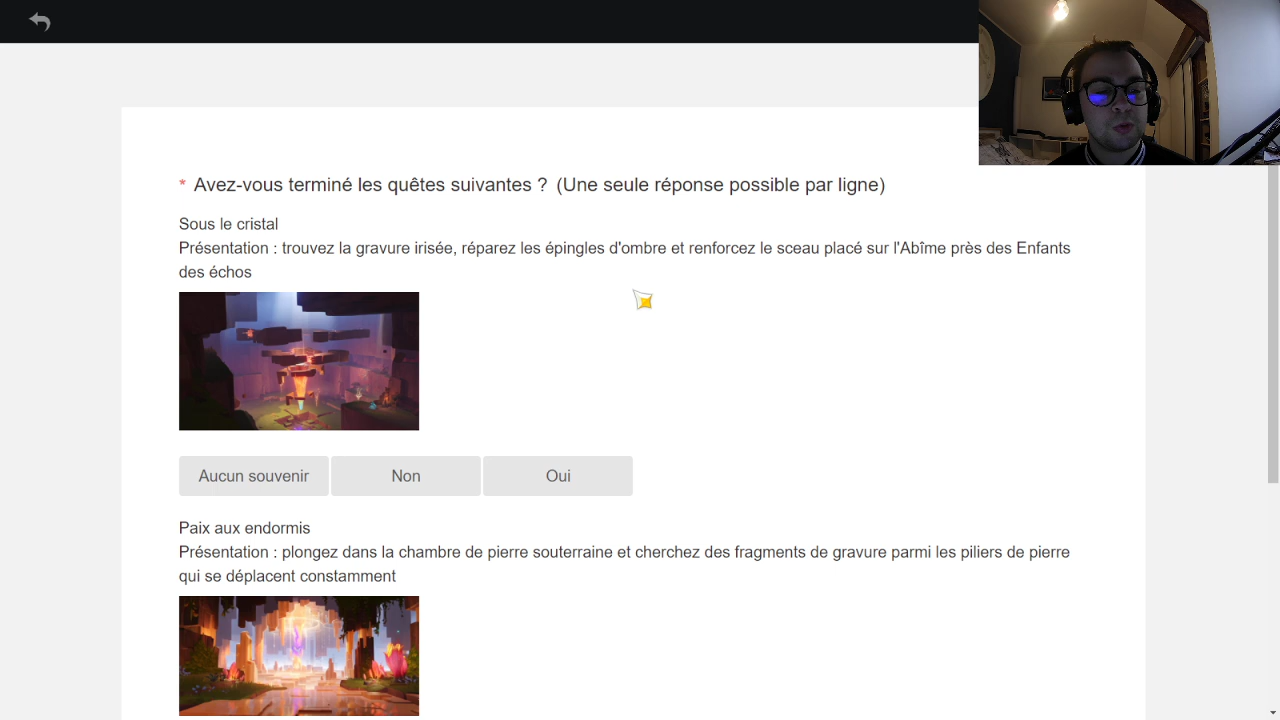 * Avez-vous terminé les quêtes suivantes ? (Une seule réponse possible par ligne)
Sous le cristal
Présentation : trouvez la gravure irisée, réparez les épingles d'ombre et renforcez le sceau placé sur l'Abîme près des Enfants
des échos
Aucun souvenir
Non
Oui
Paix aux endormis
Présentation : plongez dans la chambre de pierre souterraine et cherchez des fragments de gravure parmi les piliers de pierre
qui se déplacent constamment